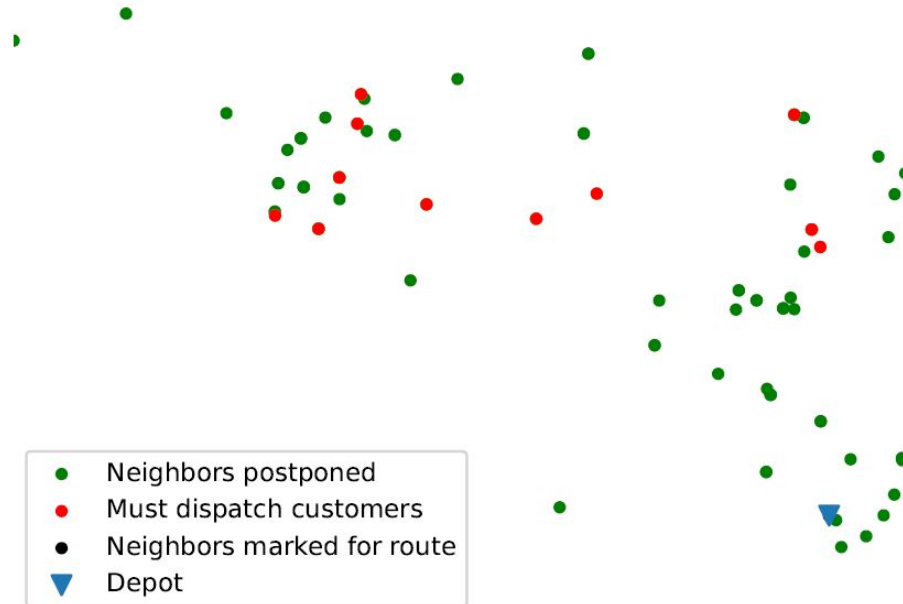 Neighbors postponed
Must dispatch customers
Neighbors marked for route
Depot